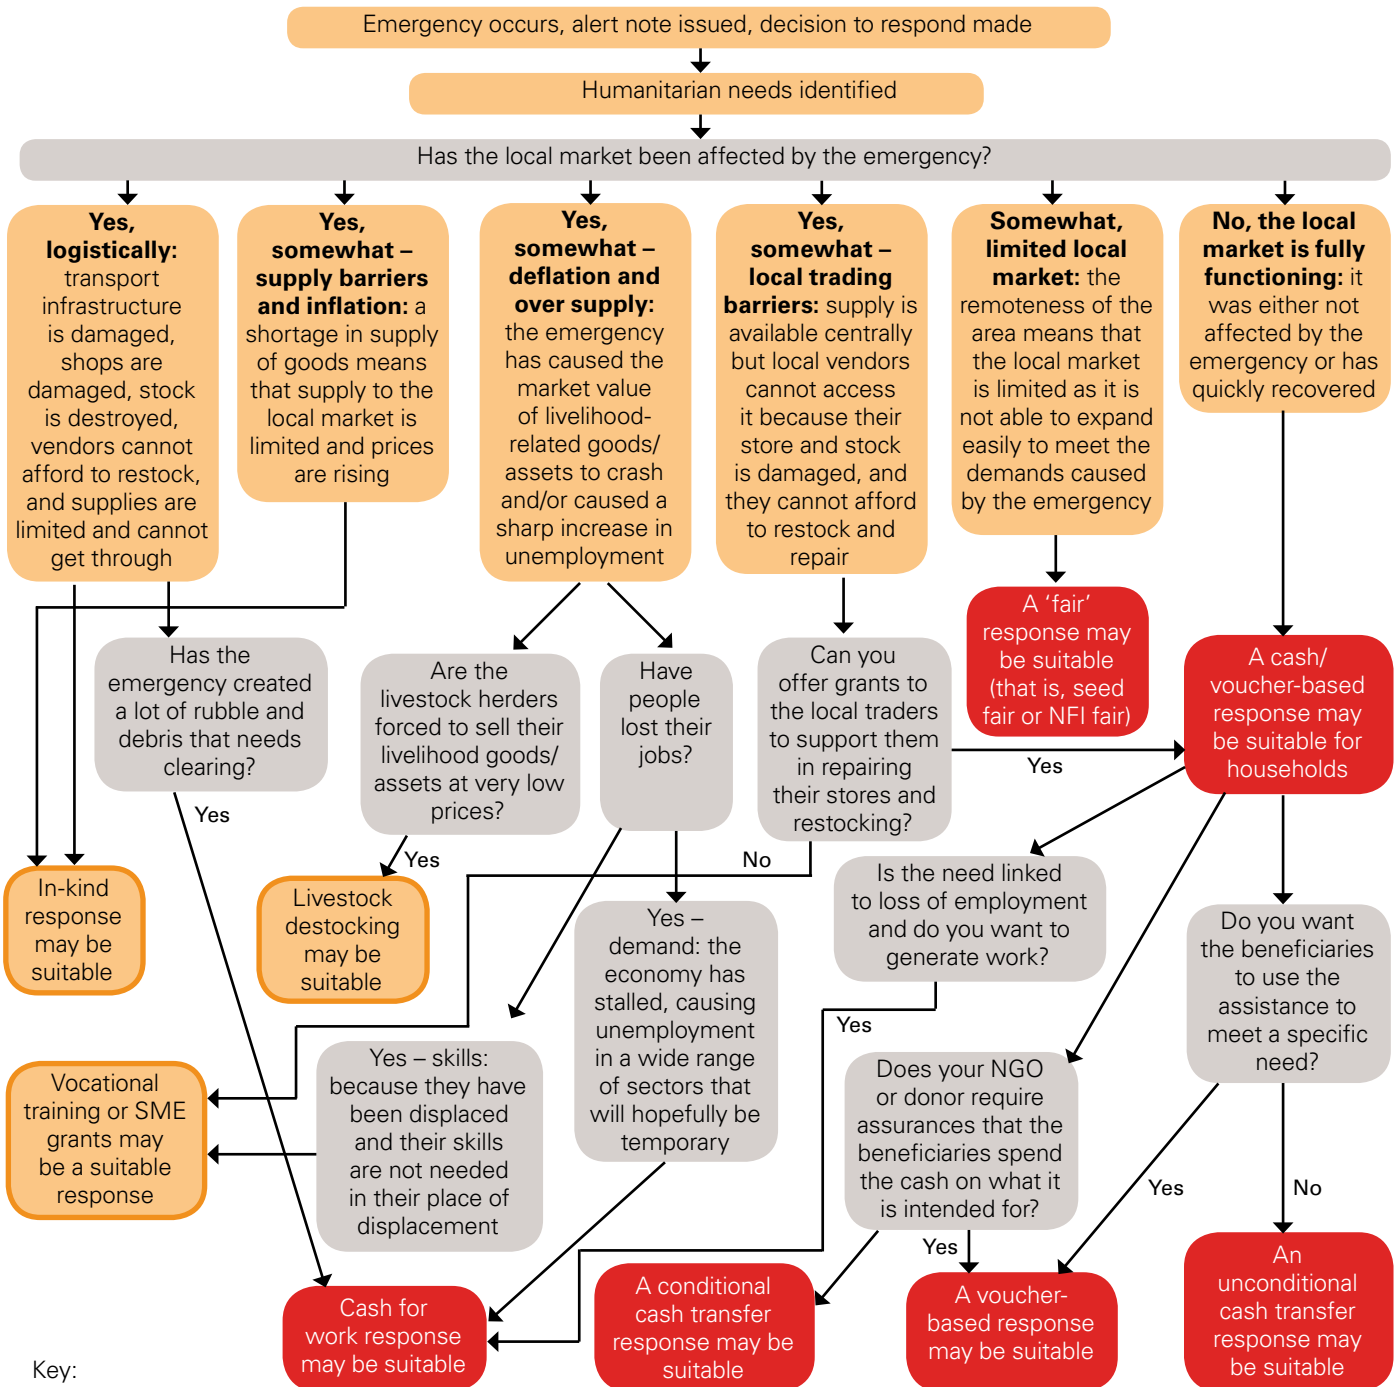 Emergency occurs, alert note issued, decision to respond made
Humanitarian needs identified
Has the local market been affected by the emergency?
Yes,
logistically:
transport
infrastructure
is damaged,
shops are
damaged, stock
is destroyed,
vendors cannot
afford to restock,
and supplies are
limited and cannot
get through
Yes,
somewhat –
supply barriers
and inflation: a
shortage in supply
of goods means
that supply to the
local market is
limited and prices
are rising
Yes,
somewhat –
deflation and
over supply:
the emergency
has caused the
market value
of livelihood-
related goods/
assets to crash
and/or caused a
sharp increase in
unemployment
Yes,
somewhat –
local trading
barriers: supply is
available centrally
but local vendors
cannot access
it because their
store and stock
is damaged, and
they cannot afford
to restock and
repair
Somewhat,
limited local
market: the
remoteness of the
area means that
the local market
is limited as it is
not able to expand
easily to meet the
demands caused
by the emergency
No, the local
market is fully
functioning: it
was either not
affected by the
emergency or has
quickly recovered
A ‘fair’
response may
be suitable
(that is, seed
fair or NFI fair)
Has the
emergency created
a lot of rubble and
debris that needs
clearing?
Are the
livestock herders
forced to sell their
livelihood goods/
assets at very low
prices?
Have
people
lost their
jobs?
Can you
offer grants to
the local traders
to support them
in repairing
their stores and
restocking?
A cash/
voucher-based
response may
be suitable for
households
Yes
Yes
Yes
No
In-kind
response
may be
suitable
Livestock
destocking
may be
suitable
Yes –
demand: the
economy has
stalled, causing
unemployment
in a wide range
of sectors that
will hopefully be
temporary
Is the need linked
to loss of employment
and do you want to
generate work?
Do you want
the beneficiaries
to use the
assistance to
meet a specific
need?
Yes
Vocational
training or SME
grants may
be a suitable
response
Yes – skills:
because they have
been displaced
and their skills
are not needed
in their place of
displacement
Does your NGO
or donor require
assurances that the
beneficiaries spend
the cash on what it
is intended for?
Yes
Yes
No
Cash for
work response
may be suitable
A conditional
cash transfer
response may be
suitable
A voucher-
based response
may be suitable
An
unconditional
cash transfer
response may
be suitable
Key: